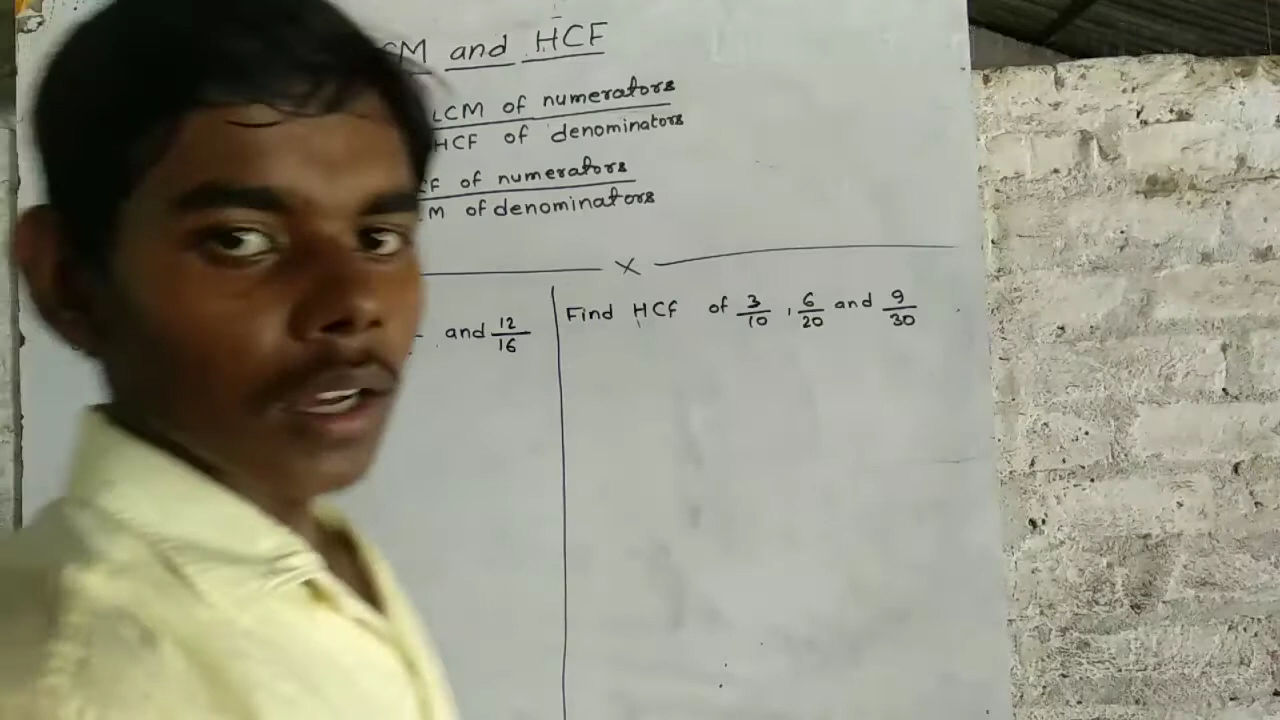 and HCF
LCM of numerators
HCF of denominators
of numerators
of denominators
X
and 12/16
Find HCF of 3/10, 6/20 and 9/30